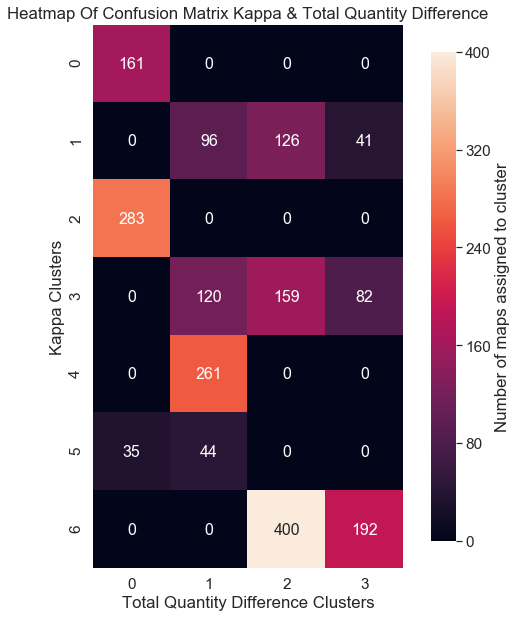 Heatmap Of Confusion Matrix Kappa & Total Quantity Difference
0 161 0 0 0
1 0 96 126 41
2 283 0 0 0
3 0 120 159 82
4 0 261 0 0
5 35 44 0 0
6 0 0 400 192
0 1 2 3
Total Quantity Difference Clusters
Kappa Clusters
400
320
240
160
80
0
Number of maps assigned to cluster